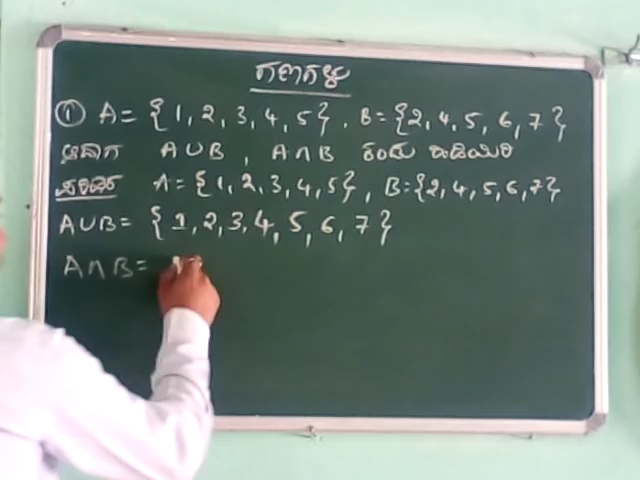 ಗಣಗಳು
① A = {1, 2, 3, 4, 5}, B = {2, 4, 5, 6, 7}
ಆದಾಗ A ∪ B, A ∩ B ಕಂಡು ಹಿಡಿಯಿರಿ
ಪರಿಹಾರ A = {1, 2, 3, 4, 5}, B = {2, 4, 5, 6, 7}
A ∪ B = {1, 2, 3, 4, 5, 6, 7}
A ∩ B =